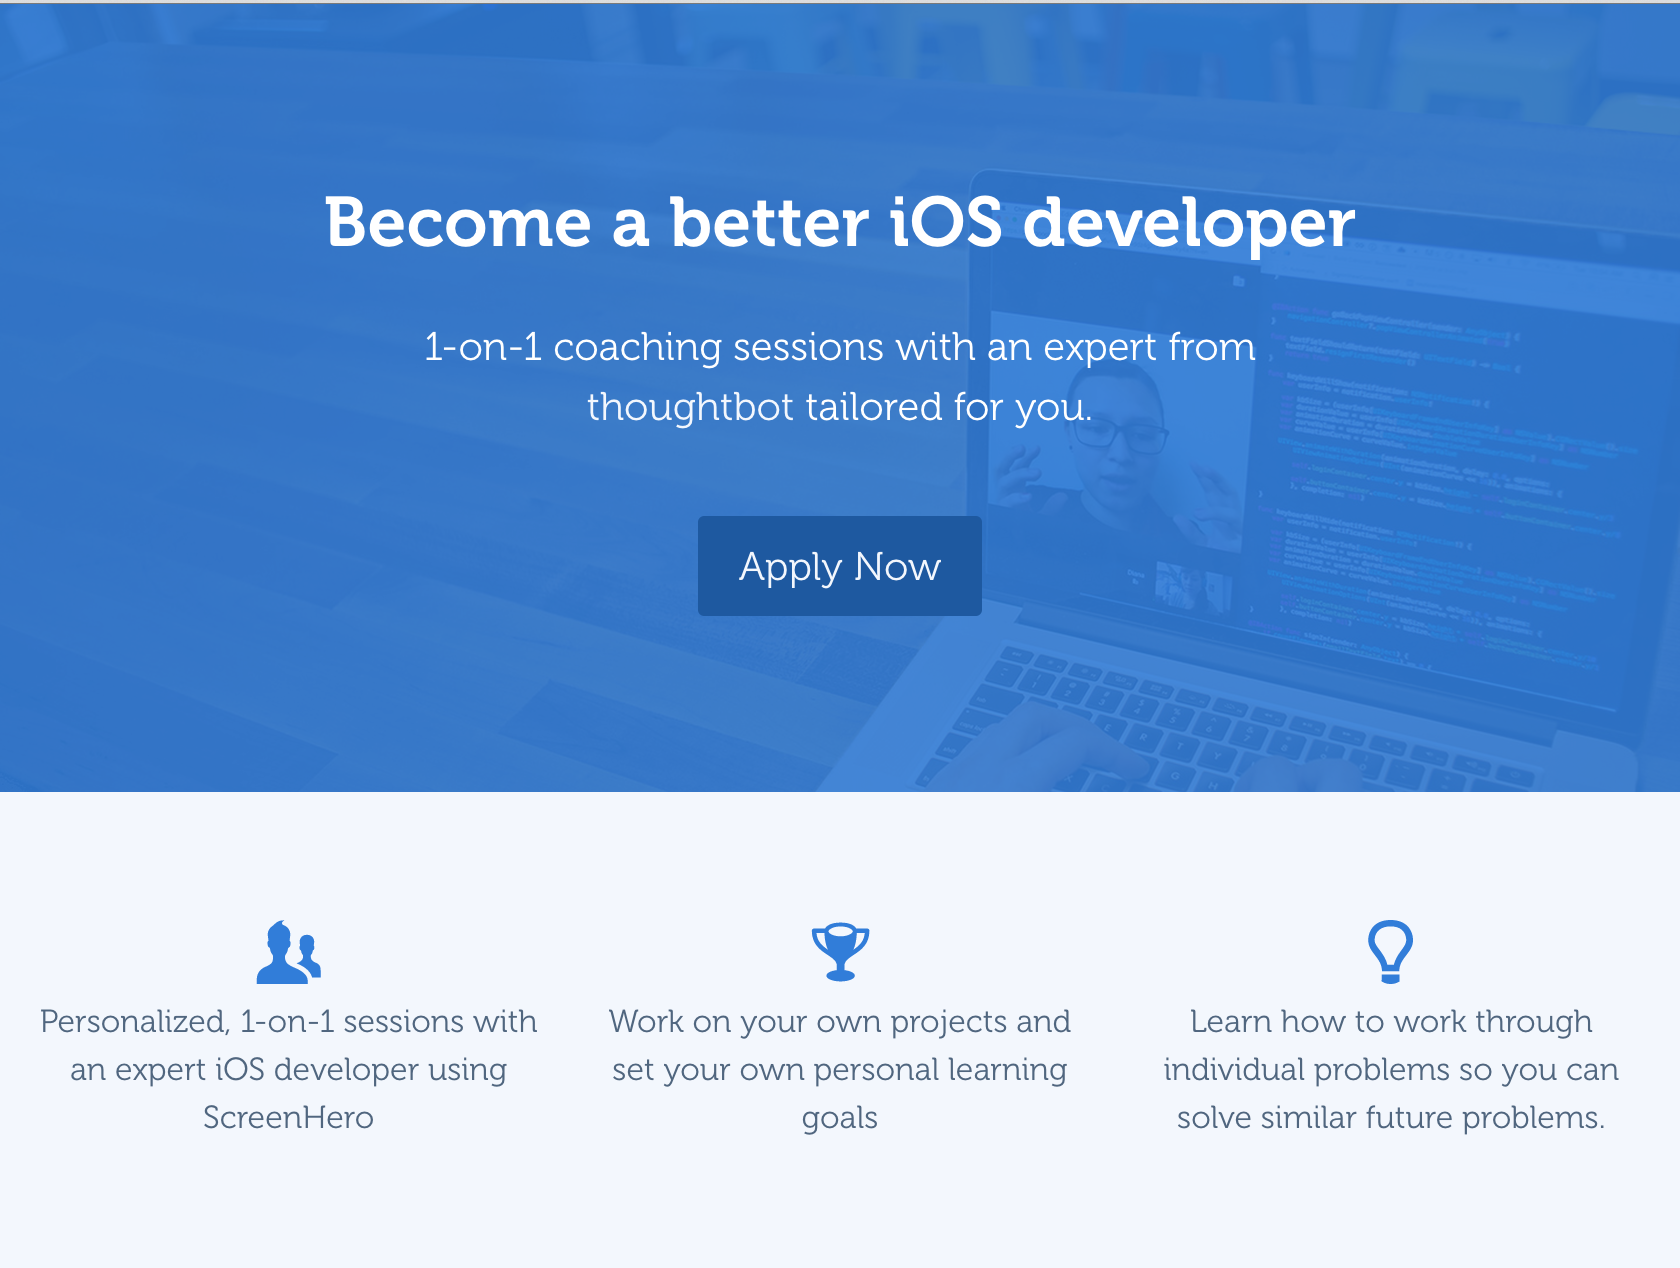 Become a better iOS developer
1-on-1 coaching sessions with an expert from
thoughtbot tailored for you.
Apply Now
Personalized, 1-on-1 sessions with
an expert iOS developer using
ScreenHero
Work on your own projects and
set your own personal learning
goals
Learn how to work through
individual problems so you can
solve similar future problems.